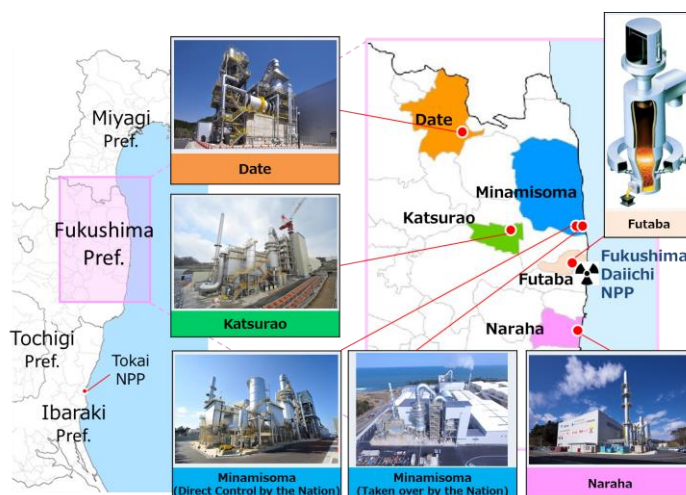 Miyagi
Pref.
Fukushima
Pref.
Tochigi
Pref.
Tokai
NPP
Ibaraki
Pref.
Date
Katsurao
Minamisoma
(Direct Control by the Nation)
Minamisoma
(Taken over by the Nation)
Naraha
Futaba
Date
Minamisoma
Katsurao
Futaba
Fukushima
Daiichi
NPP
Naraha